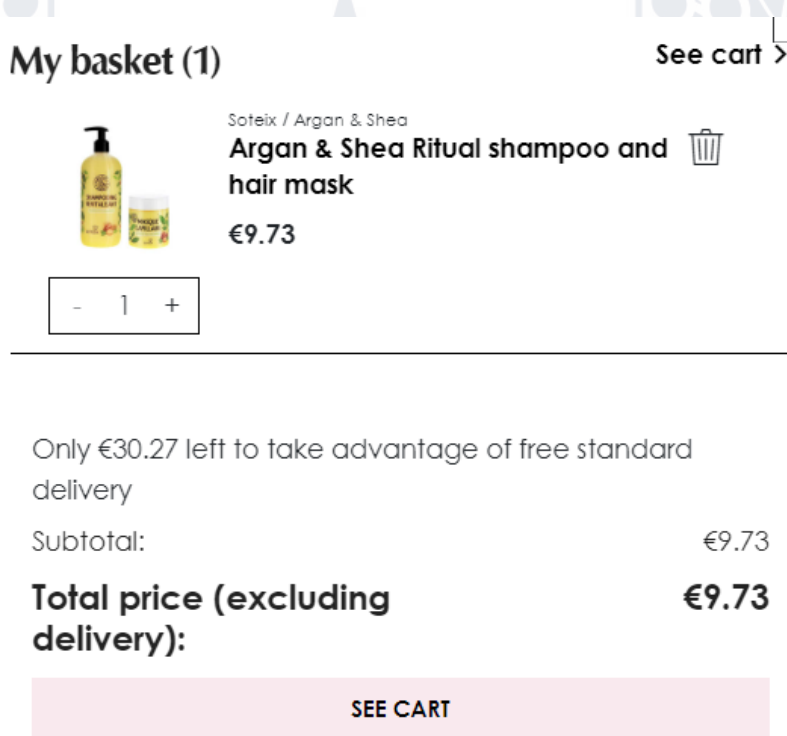 My basket (1)
See cart >
Soteix / Argan & Shea
Argan & Shea Ritual shampoo and
hair mask
€9.73
- 1 +
Only €30.27 left to take advantage of free standard
delivery
Subtotal: €9.73
Total price (excluding
delivery): €9.73
SEE CART